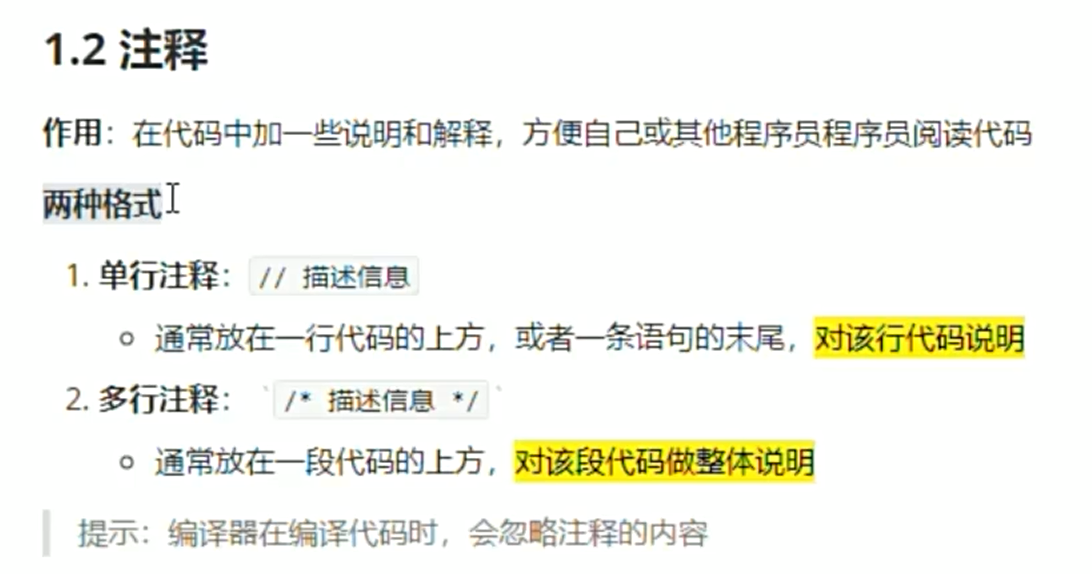 1.2 注释
作用：在代码中加一些说明和解释，方便自己或其他程序员程序员阅读代码
两种格式
1. 单行注释： // 描述信息
○ 通常放在一行代码的上方，或者一条语句的末尾，对该行代码说明
2. 多行注释： ` /* 描述信息 */ `
○ 通常放在一段代码的上方，对该段代码做整体说明
提示：编译器在编译代码时，会忽略注释的内容